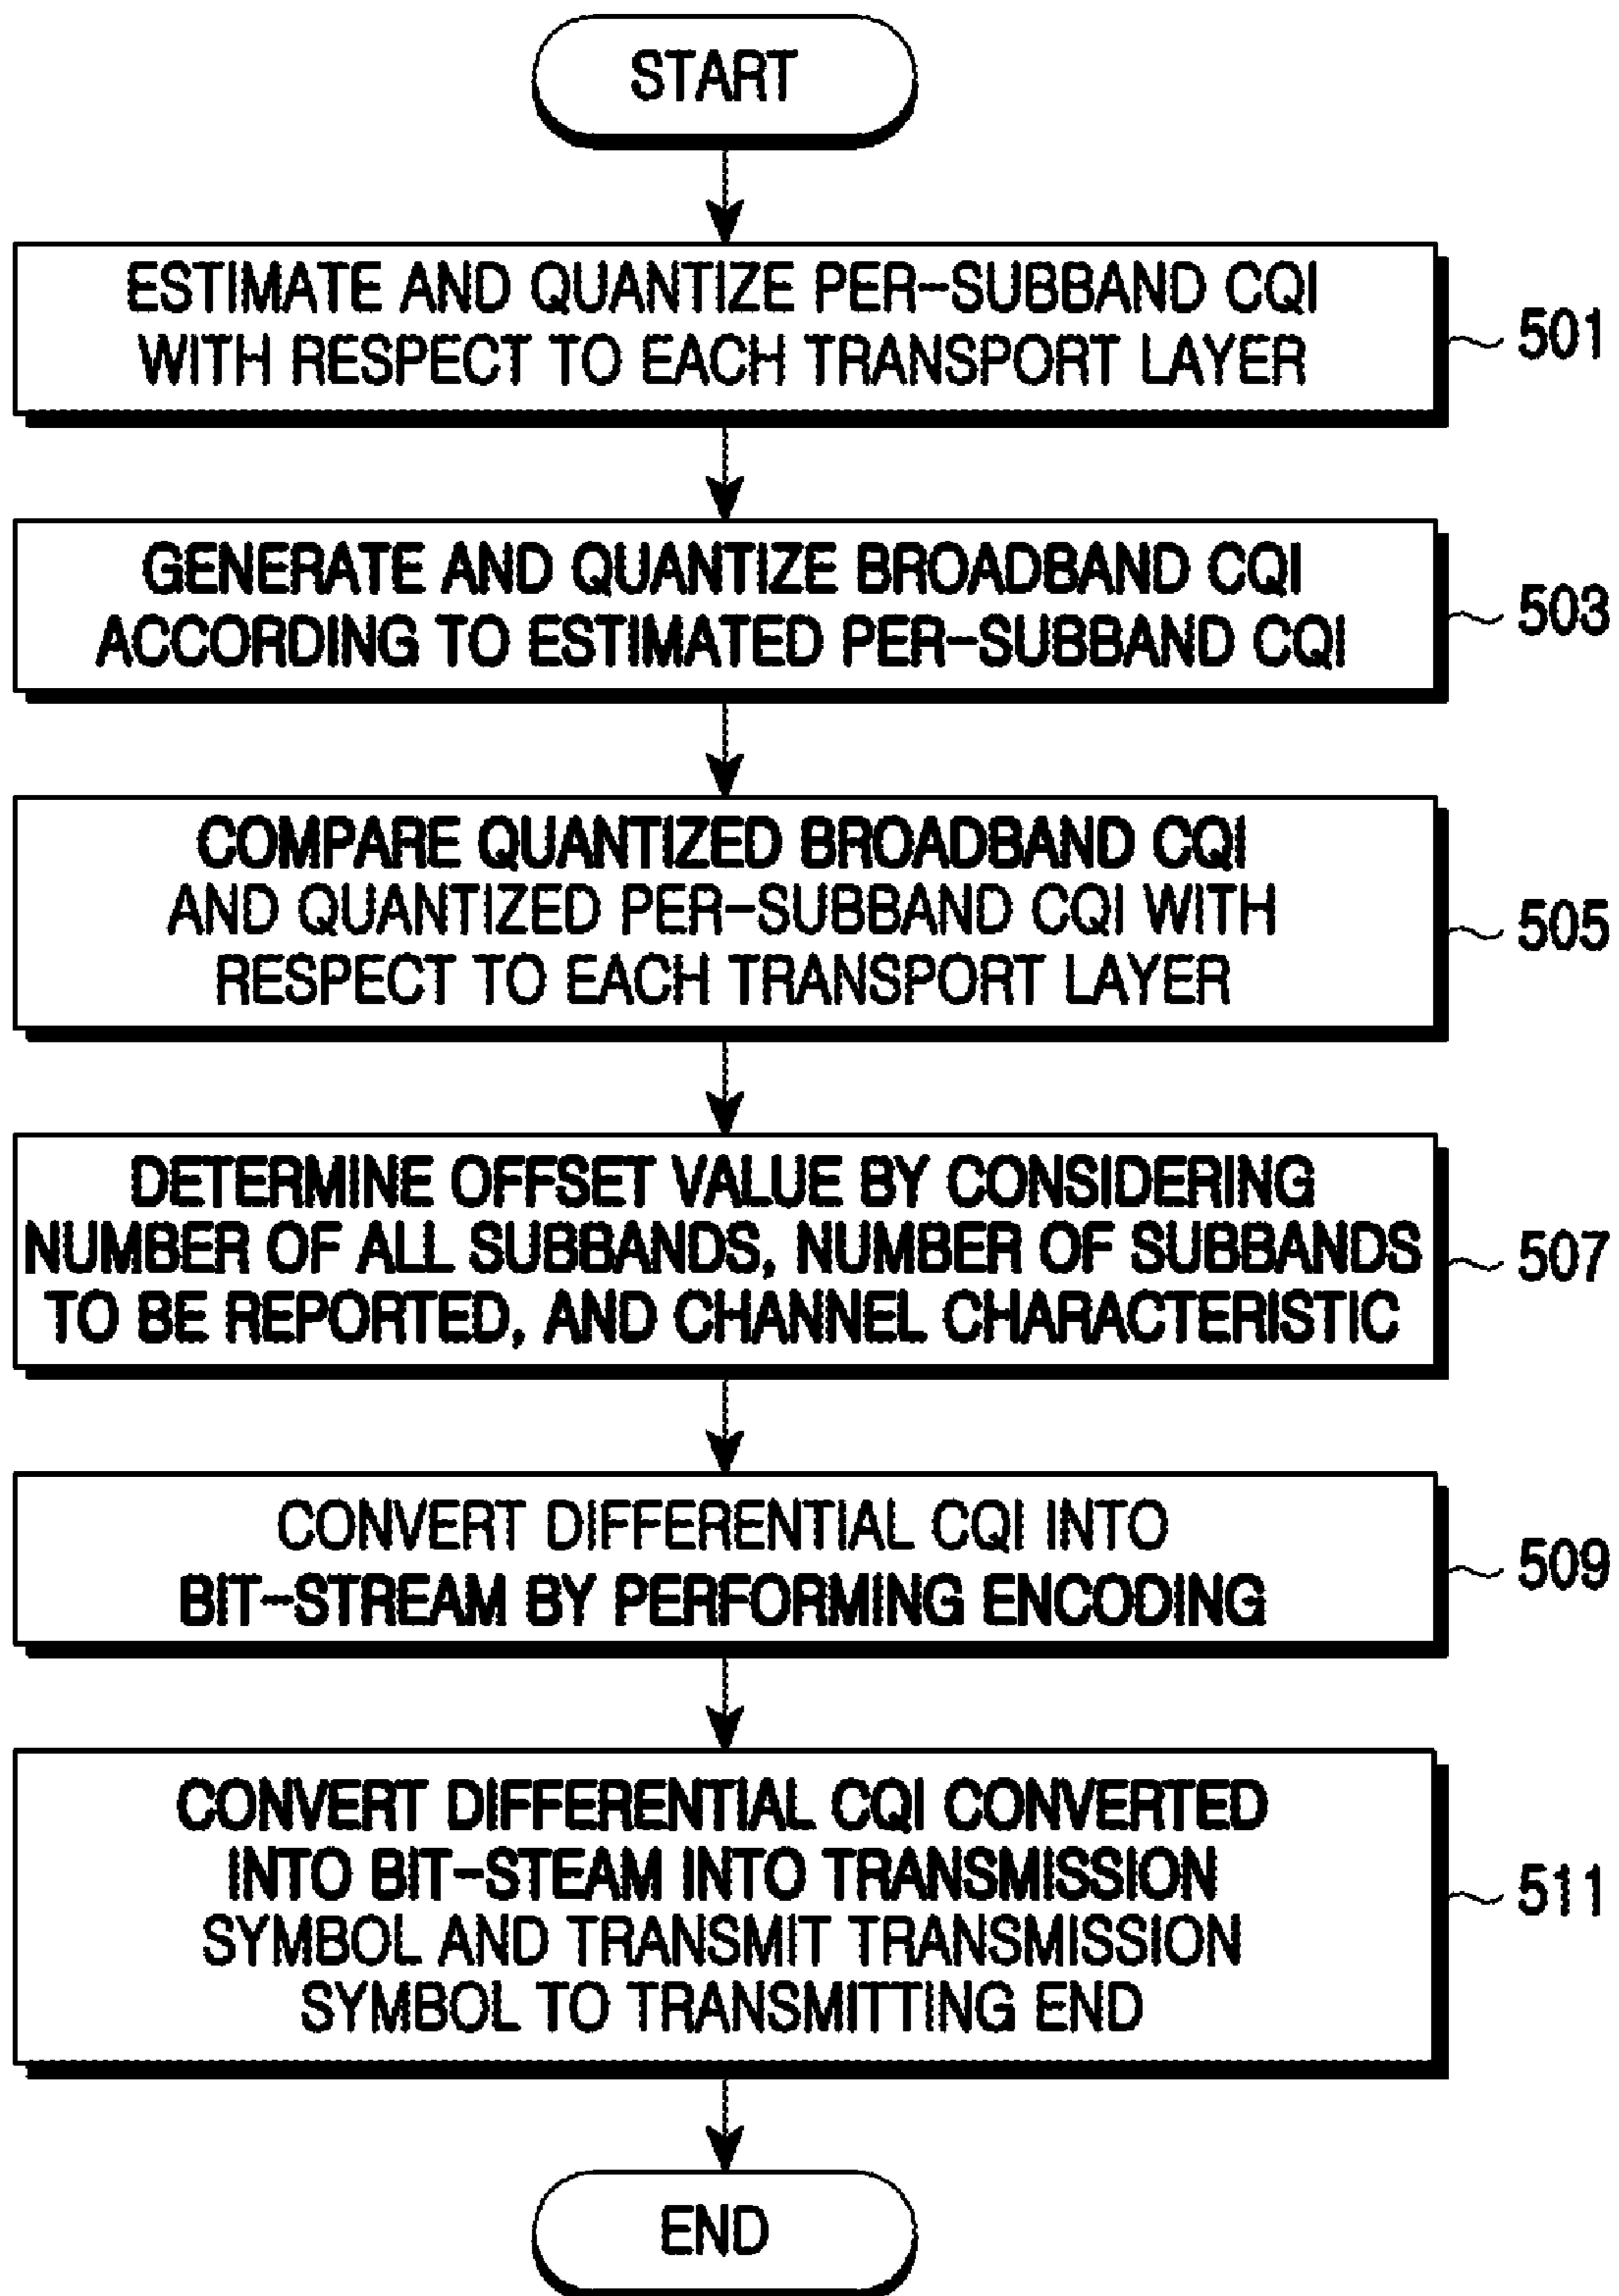 START
ESTIMATE AND QUANTIZE PER-SUBBAND CQI
WITH RESPECT TO EACH TRANSPORT LAYER
501
GENERATE AND QUANTIZE BROADBAND CQI
ACCORDING TO ESTIMATED PER-SUBBAND CQI
503
COMPARE QUANTIZED BROADBAND CQI
AND QUANTIZED PER-SUBBAND CQI WITH
RESPECT TO EACH TRANSPORT LAYER
505
DETERMINE OFFSET VALUE BY CONSIDERING
NUMBER OF ALL SUBBANDS, NUMBER OF SUBBANDS
TO BE REPORTED, AND CHANNEL CHARACTERISTIC
507
CONVERT DIFFERENTIAL CQI INTO
BIT-STREAM BY PERFORMING ENCODING
509
CONVERT DIFFERENTIAL CQI CONVERTED
INTO BIT-STEAM INTO TRANSMISSION
SYMBOL AND TRANSMIT TRANSMISSION
SYMBOL TO TRANSMITTING END
511
END